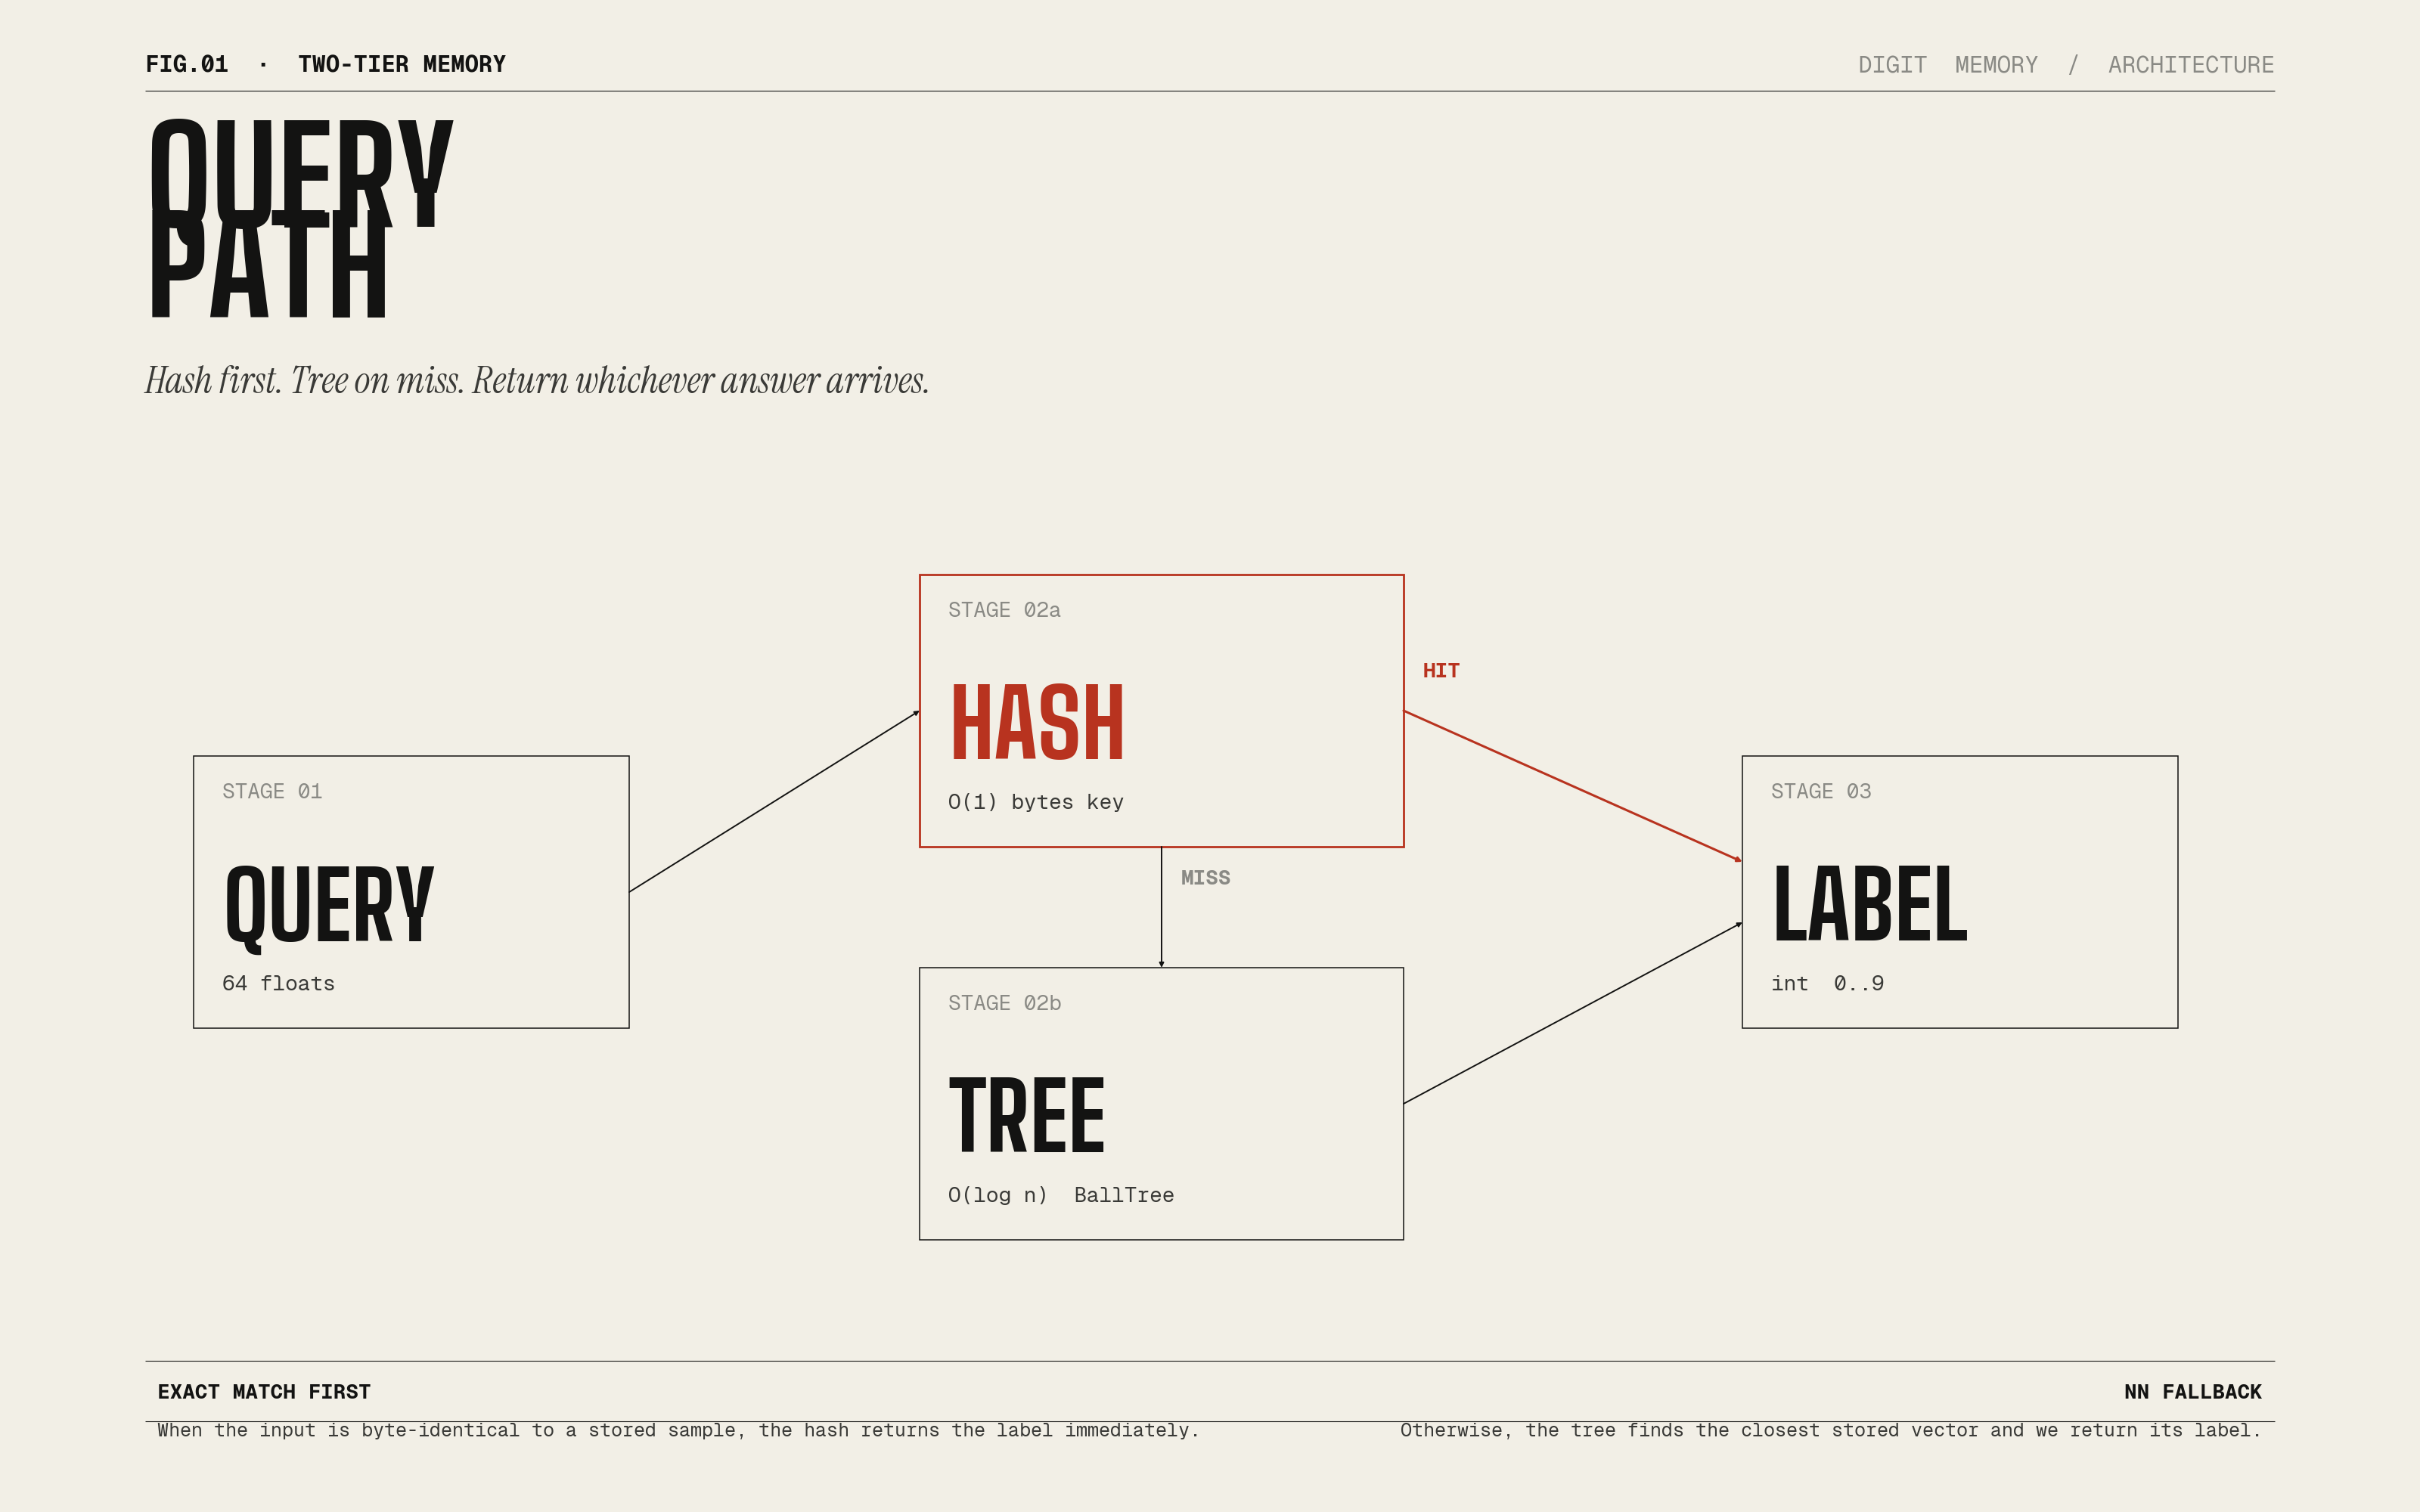 FIG.01 · TWO-TIER MEMORY
DIGIT MEMORY / ARCHITECTURE
QUERY
PATH
Hash first. Tree on miss. Return whichever answer arrives.
STAGE 01
QUERY
64 floats
STAGE 02a
HASH
O(1) bytes key
HIT
MISS
STAGE 02b
TREE
O(log n) BallTree
STAGE 03
LABEL
int 0..9
EXACT MATCH FIRST
When the input is byte-identical to a stored sample, the hash returns the label immediately.
NN FALLBACK
Otherwise, the tree finds the closest stored vector and we return its label.